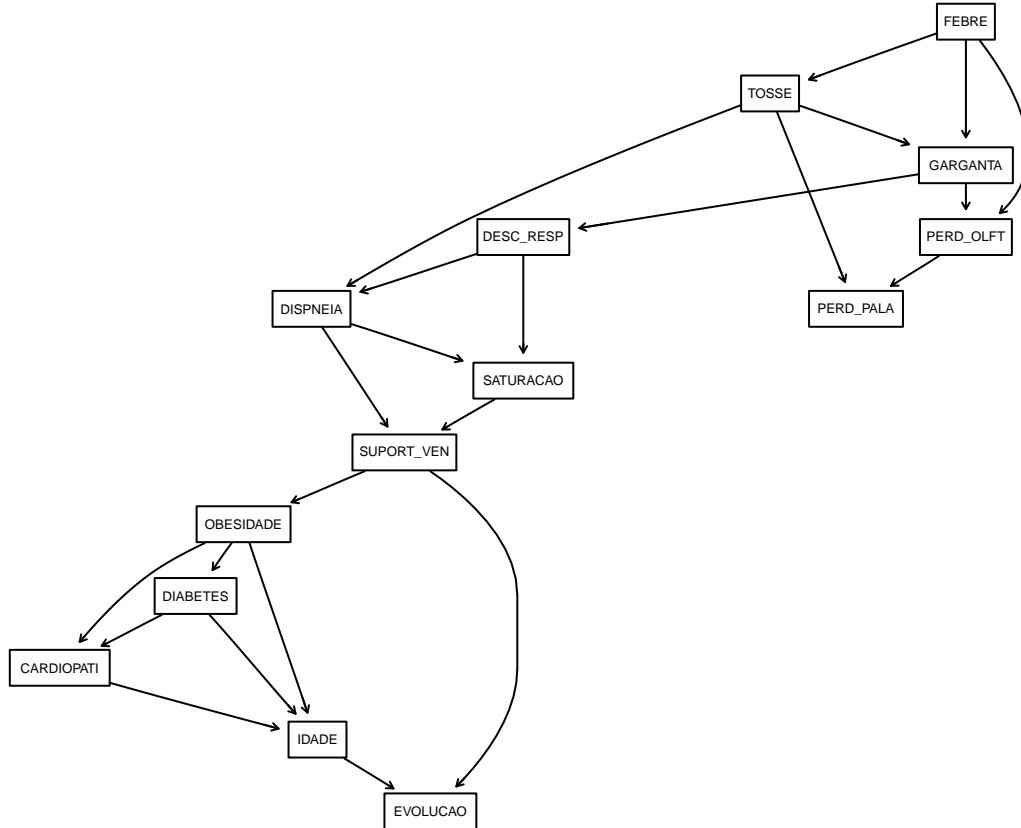 FEBRE
TOSSE
GARGANTA
DESC_RESP
PERD_OLFT
DISPNEIA
PERD_PALA
SATURACAO
SUPORT_VEN
OBESIDADE
DIABETES
CARDIOPATI
IDADE
EVOLUCAO